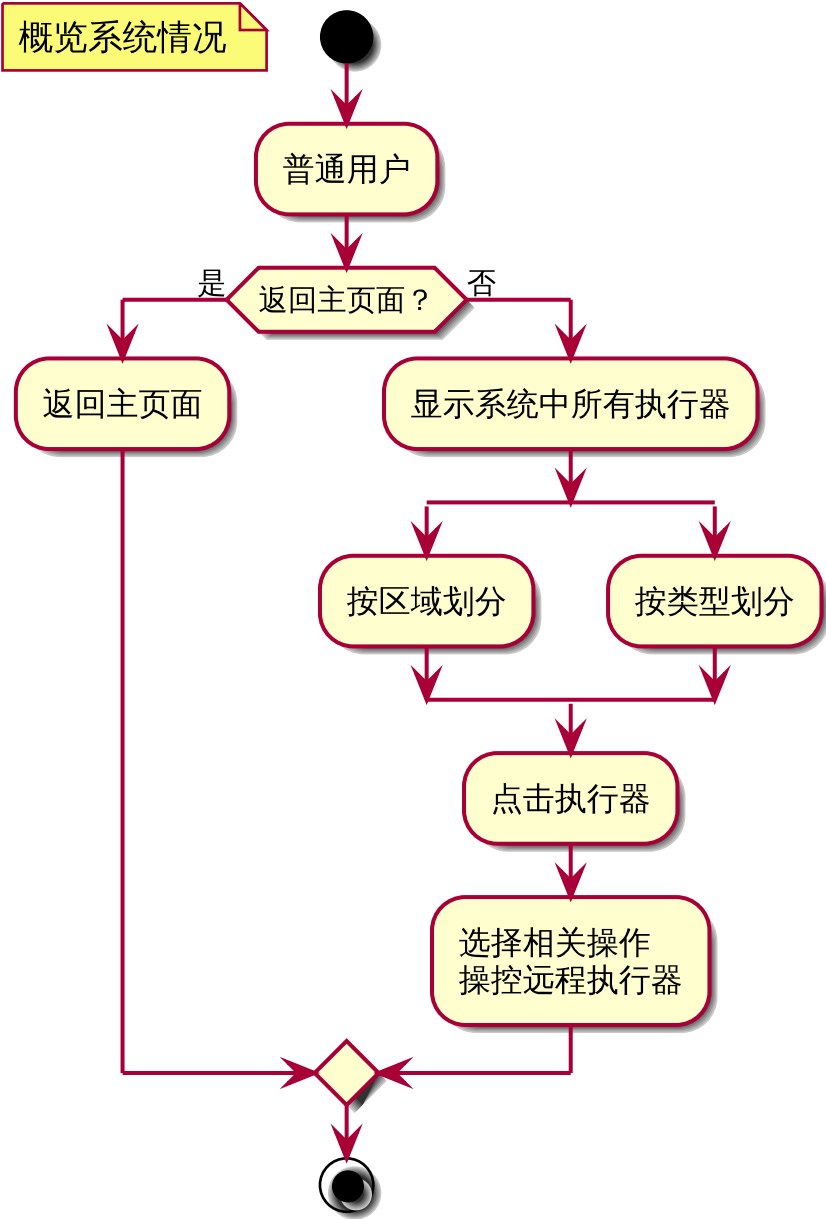 概览系统情况
普通用户
是
返回主页面？
否
返回主页面
显示系统中所有执行器
按区域划分
按类型划分
点击执行器
选择相关操作
操控远程执行器